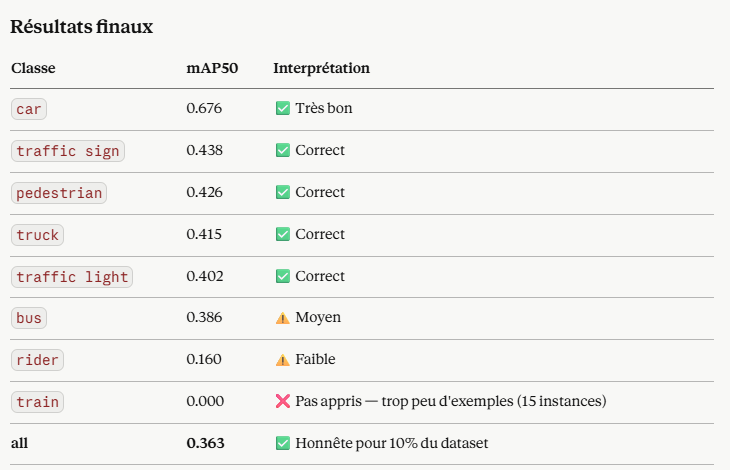 Résultats finaux
Classe mAP50 Interprétation
car 0.676 ✅ Très bon
traffic sign 0.438 ✅ Correct
pedestrian 0.426 ✅ Correct
truck 0.415 ✅ Correct
traffic light 0.402 ✅ Correct
bus 0.386 ⚠️ Moyen
rider 0.160 ⚠️ Faible
train 0.000 ❌ Pas appris — trop peu d'exemples (15 instances)
all 0.363 ✅ Honnête pour 10% du dataset